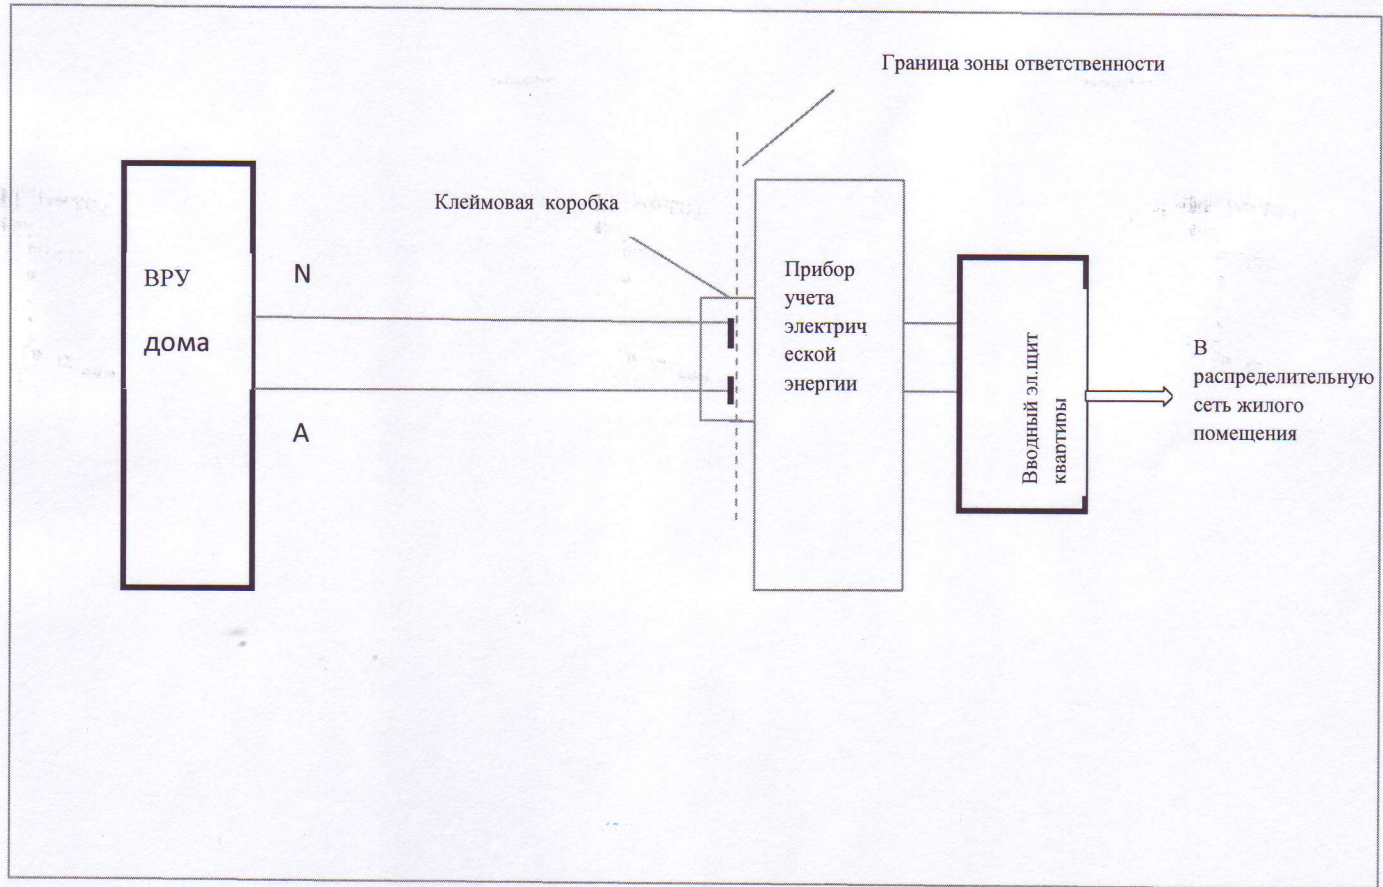 Граница зоны ответственности
Клеймовая коробка
ВРУ
дома
N
A
Прибор
учета
электрич
еской
энергии
Вводный эл.щит
квартиры
В
распределительную
сеть жилого
помещения